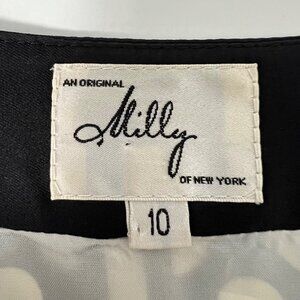 AN ORIGINAL
Milly
OF NEW YORK
10